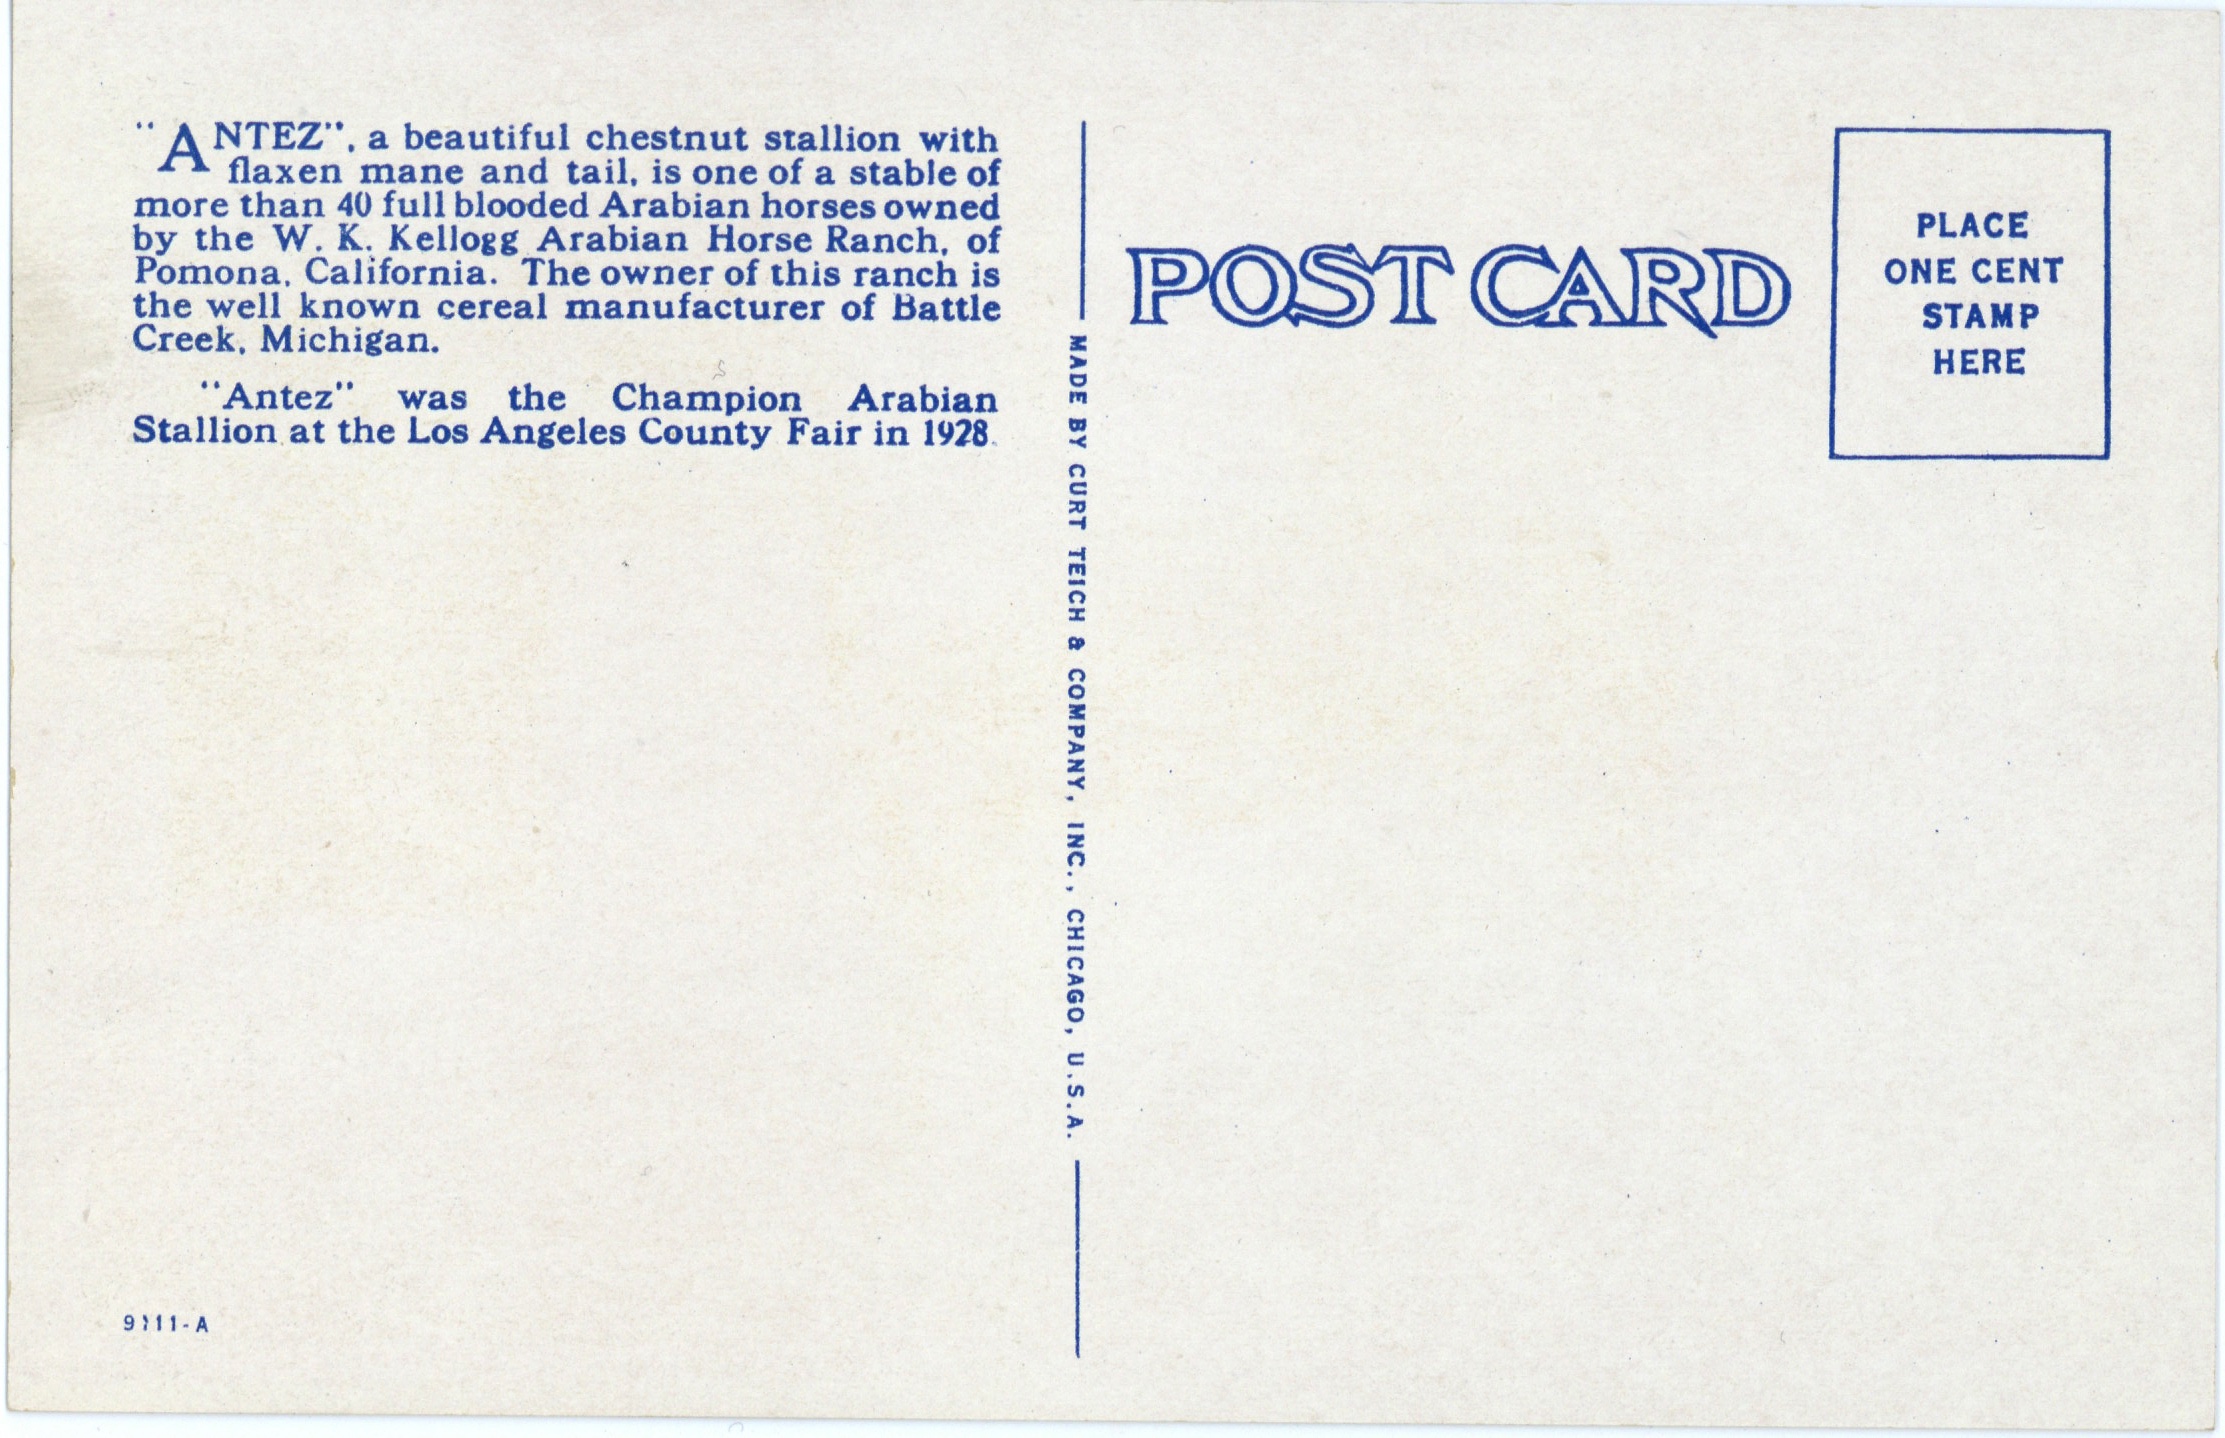 "ANTEZ", a beautiful chestnut stallion with
flaxen mane and tail, is one of a stable of
more than 40 full blooded Arabian horses owned
by the W. K. Kellogg Arabian Horse Ranch, of
Pomona, California. The owner of this ranch is
the well known cereal manufacturer of Battle
Creek, Michigan.
"Antez" was the Champion Arabian
Stallion at the Los Angeles County Fair in 1928.
9111-A
MADE BY CURT TEICH & COMPANY, INC., CHICAGO, U.S.A.
POST CARD
PLACE
ONE CENT
STAMP
HERE